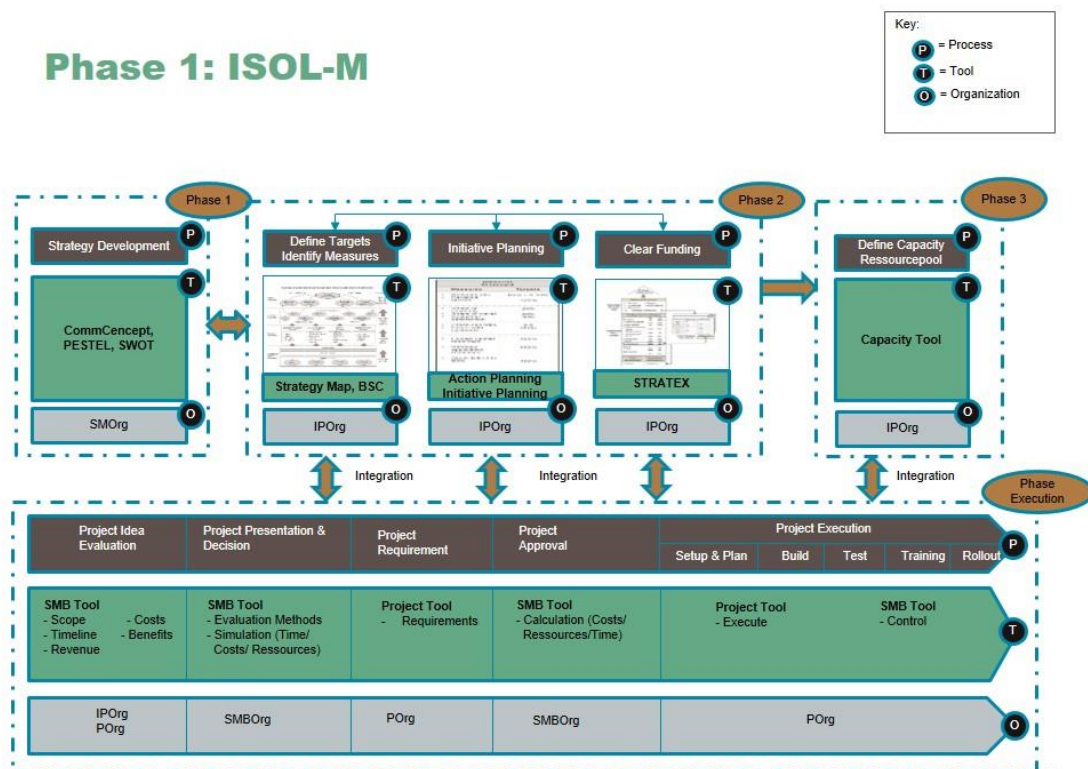 Phase 1: ISOL-M
Key:
P = Process
T = Tool
O = Organization
Phase 1
Phase 2
Phase 3
Strategy Development
P
Define Targets
Identify Measures
P
Initiative Planning
P
Clear Funding
P
Define Capacity
Ressourcepool
P
T
CommCencept,
PESTEL, SWOT
T
Strategy Map, BSC
T
Measures Targets
Action Planning
Initiative Planning
T
STRATEX
T
Capacity Tool
O
SMOrg
O
IPOrg
O
IPOrg
O
IPOrg
O
IPOrg
Integration
Integration
Integration
Phase
Execution
Project Idea
Evaluation
Project Presentation &
Decision
Project
Requirement
Project
Approval
Project Execution
Setup & Plan Build Test Training Rollout
P
SMB Tool
- Scope - Costs
- Timeline - Benefits
- Revenue
SMB Tool
- Evaluation Methods
- Simulation (Time/
Costs/ Ressources)
Project Tool
- Requirements
SMB Tool
- Calculation (Costs/
Ressources/Time)
Project Tool
- Execute
SMB Tool
- Control
T
IPOrg
POrg
SMBOrg
POrg
SMBOrg
POrg
O